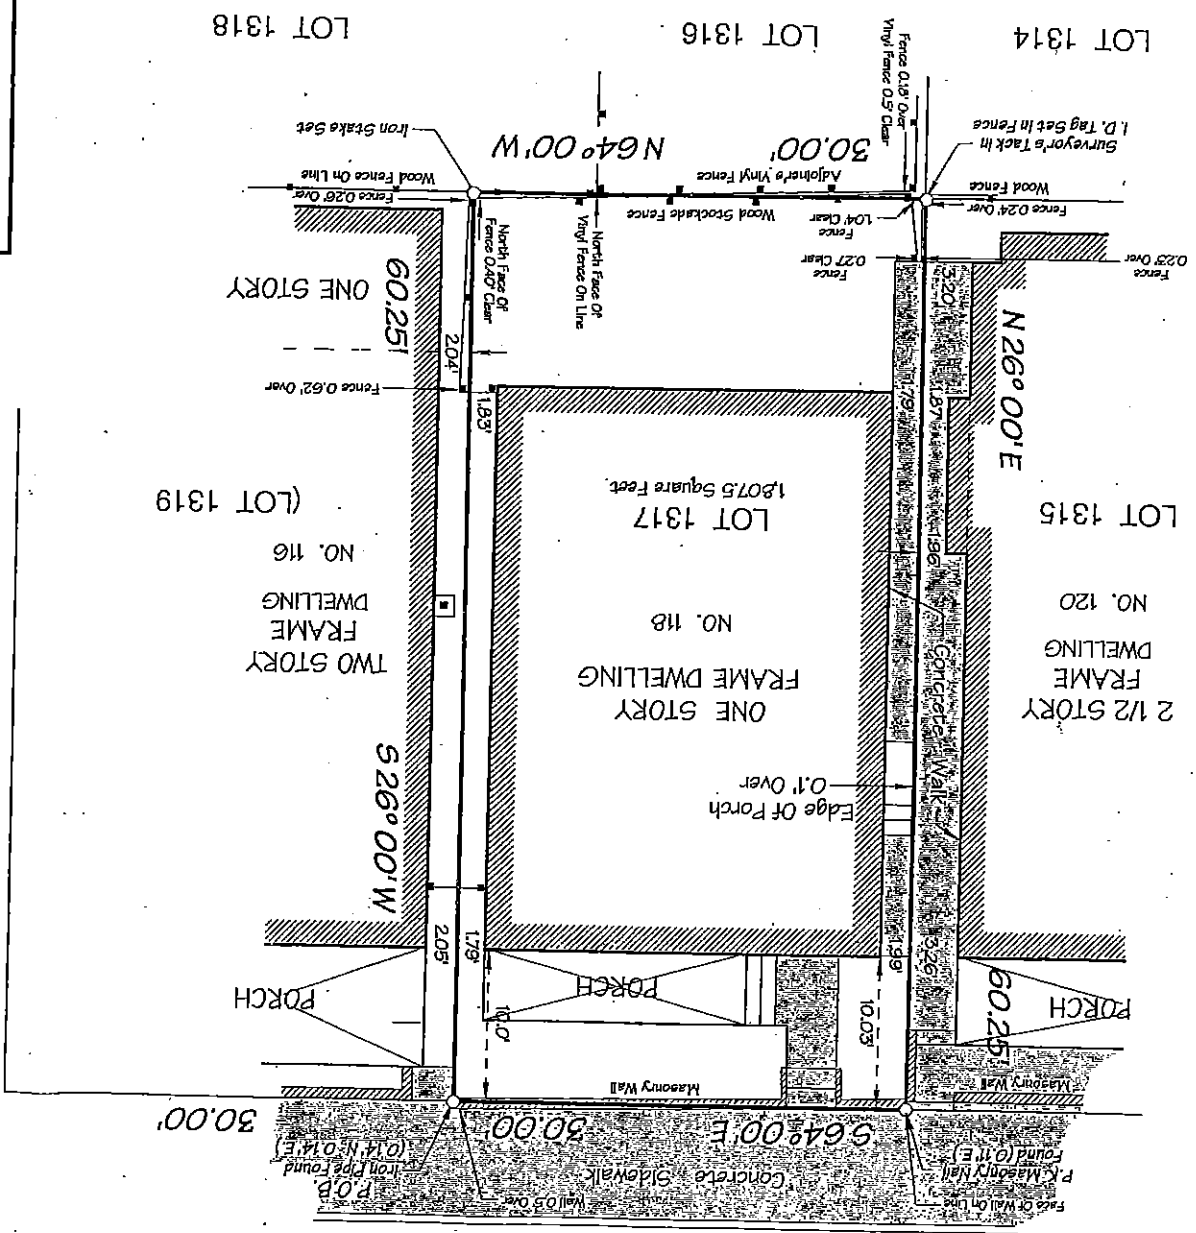 Face Of Wall On Line
P.K. Masonry Nail
Found (0.11' E.)
Concrete Sidewalk
Wall 0.3' Over
P.O.B.
Iron Pipe Found
(0.14' N, 0.14' E.)
S 64° 00' E
30.00'
30.00'
Masonry Wall
Masonry Wall
PORCH
PORCH
PORCH
60.25'
10.03'
10.0'
3.26'
1.99'
1.79'
2.05'
S 26° 00' W
Edge Of Porch
0.1' Over
2 1/2 STORY
FRAME
DWELLING
NO. 120
LOT 1315
Concrete Walk
ONE STORY
FRAME DWELLING
NO. 118
LOT 1317
1,807.5 Square Feet
TWO STORY
FRAME
DWELLING
NO. 116
(LOT 1319
1.96'
1.87'
1.79'
3.20'
N 26° 00' E
1.83'
2.04'
Fence 0.62' Over
ONE STORY
60.25'
Fence
0.23' Over
Fence
0.27' Clear
Fence
1.04' Clear
North Face Of
Vinyl Fence On Line
North Face Of
Fence 0.40' Clear
Fence 0.24' Over
Wood Fence
Wood Stockade Fence
Adjoiner's Vinyl Fence
Fence 0.26' Over
Wood Fence On Line
Surveyor's Tack In
I. D. Tag Set In Fence
30.00'
N 64° 00' W
Iron Stake Set
Fence 0.18' Over
Vinyl Fence 0.5' Clear
LOT 1314
LOT 1316
LOT 1318